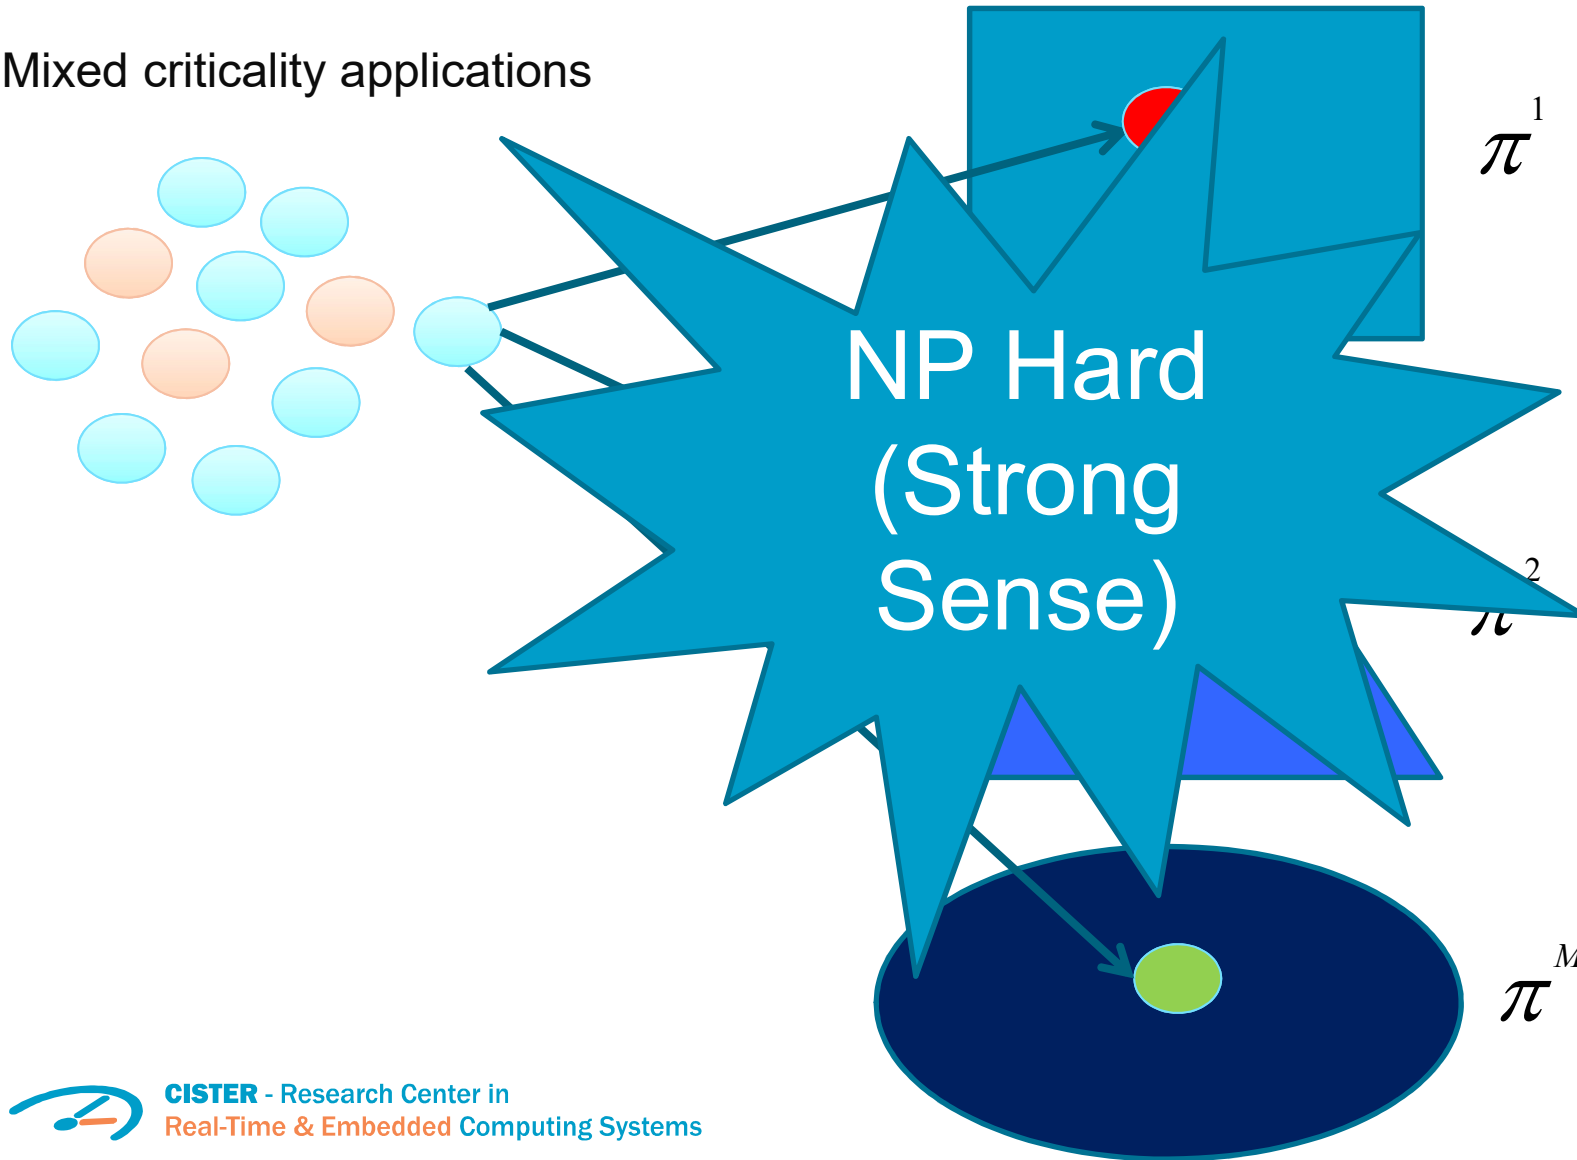 Mixed criticality applications
π¹
NP Hard
(Strong
Sense)
π²
πᴹ
CISTER - Research Center in
Real-Time & Embedded Computing Systems